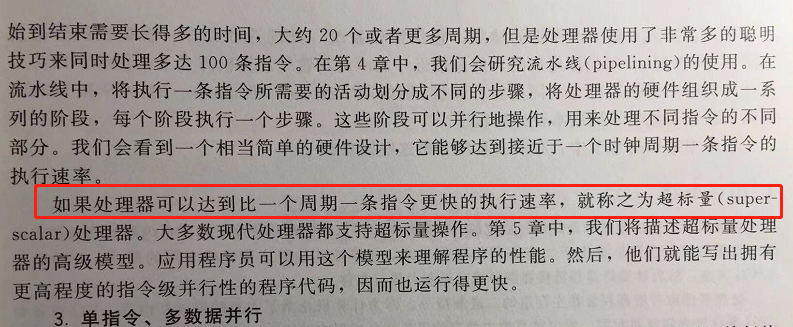 始到结束需要长得多的时间，大约 20 个或者更多周期，但是处理器使用了非常多的聪明
技巧来同时处理多达 100 条指令。在第 4 章中，我们会研究流水线(pipelining)的使用。在
流水线中，将执行一条指令所需要的活动划分成不同的步骤，将处理器的硬件组织成一系
列的阶段，每个阶段执行一个步骤。这些阶段可以并行地操作，用来处理不同指令的不同
部分。我们会看到一个相当简单的硬件设计，它能够达到接近于一个时钟周期一条指令的
执行速率。
如果处理器可以达到比一个周期一条指令更快的执行速率，就称之为超标量(super-
scalar)处理器。大多数现代处理器都支持超标量操作。第 5 章中，我们将描述超标量处理
器的高级模型。应用程序员可以用这个模型来理解程序的性能。然后，他们就能写出拥有
更高程度的指令级并行性的程序代码，因而也运行得更快。
3. 单指令、多数据并行